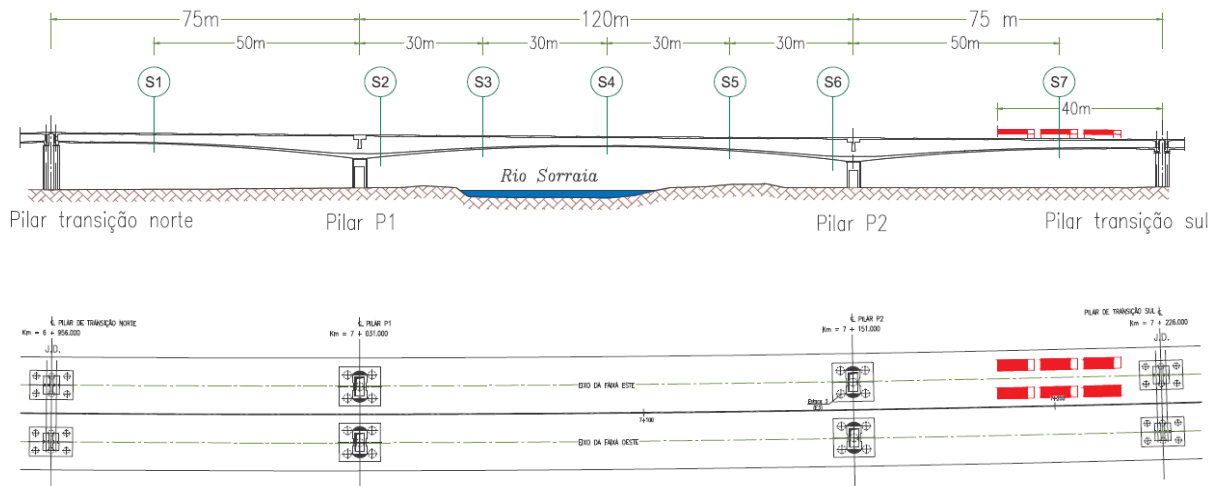 75m 120m 75 m
50m 30m 30m 30m 30m 50m
S1 S2 S3 S4 S5 S6 S7
40m
Rio Sorraia
Pilar transição norte Pilar P1 Pilar P2 Pilar transição sul
℄ PILAR DE TRANSIÇÃO NORTE ℄ PILAR P1 ℄ PILAR P2 PILAR DE TRANSIÇÃO SUL ℄
Km = 6 + 956.000 Km = 7 + 031.000 Km = 7 + 151.000 Km = 7 + 226.000
J.D. J.D.
EIXO DA FAIXA ESTE
7+100 7+200
EIXO DA FAIXA OESTE